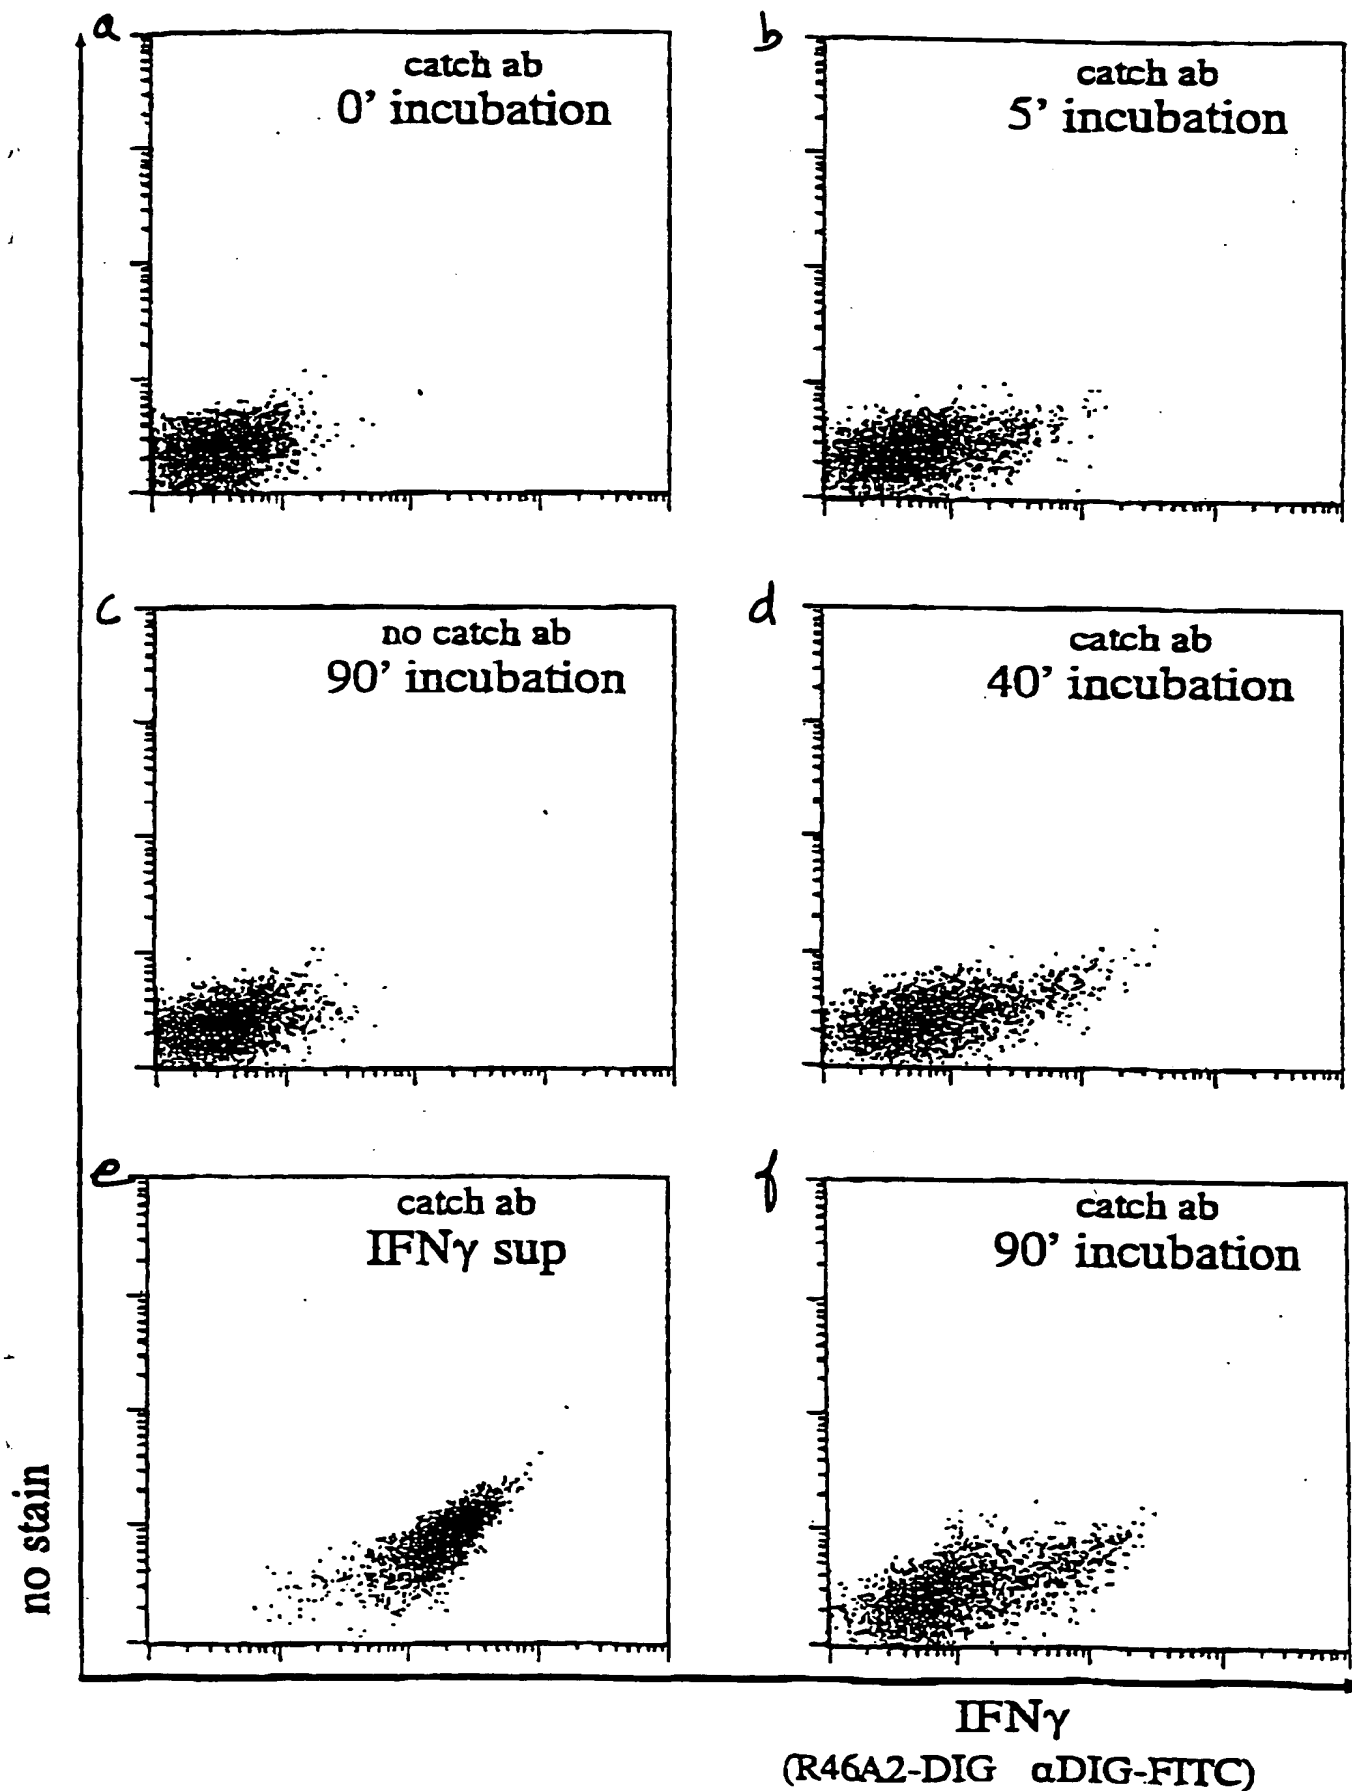 a
catch ab
0' incubation
b
catch ab
5' incubation
c
no catch ab
90' incubation
d
catch ab
40' incubation
e
catch ab
IFNγ sup
f
catch ab
90' incubation
no stain
IFNγ
(R46A2-DIG αDIG-FITC)